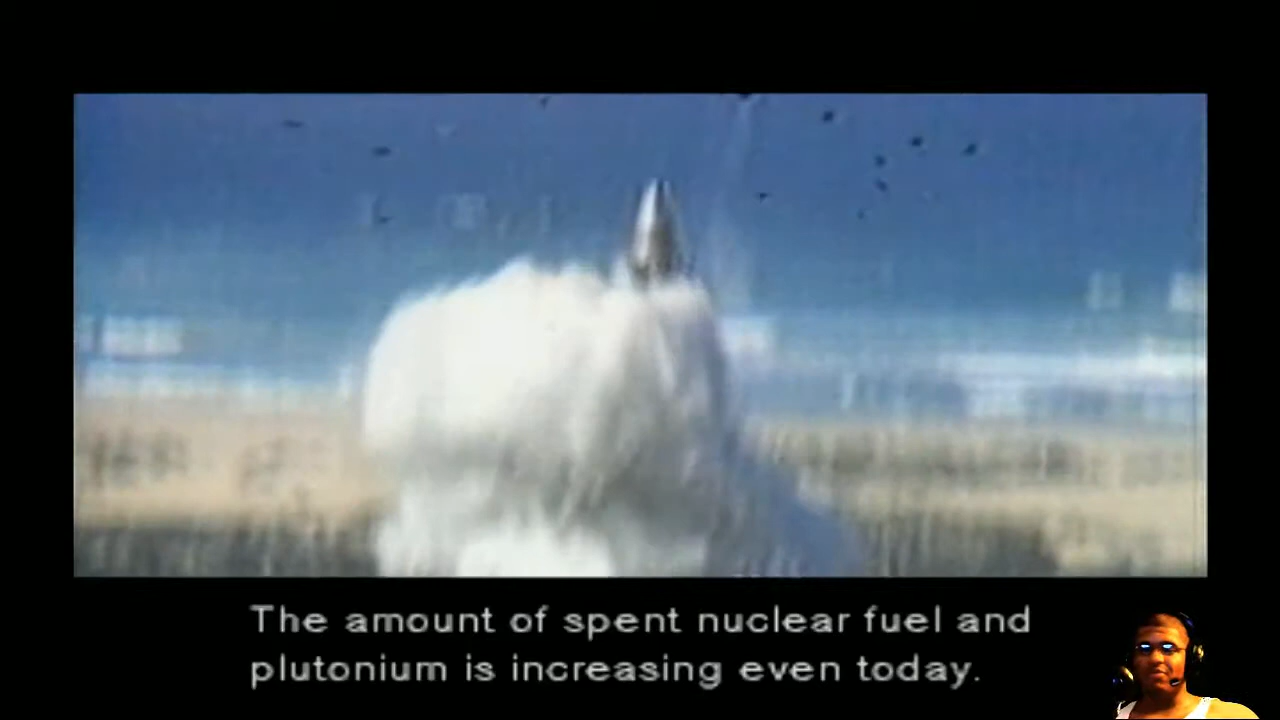 The amount of spent nuclear fuel and
plutonium is increasing even today.